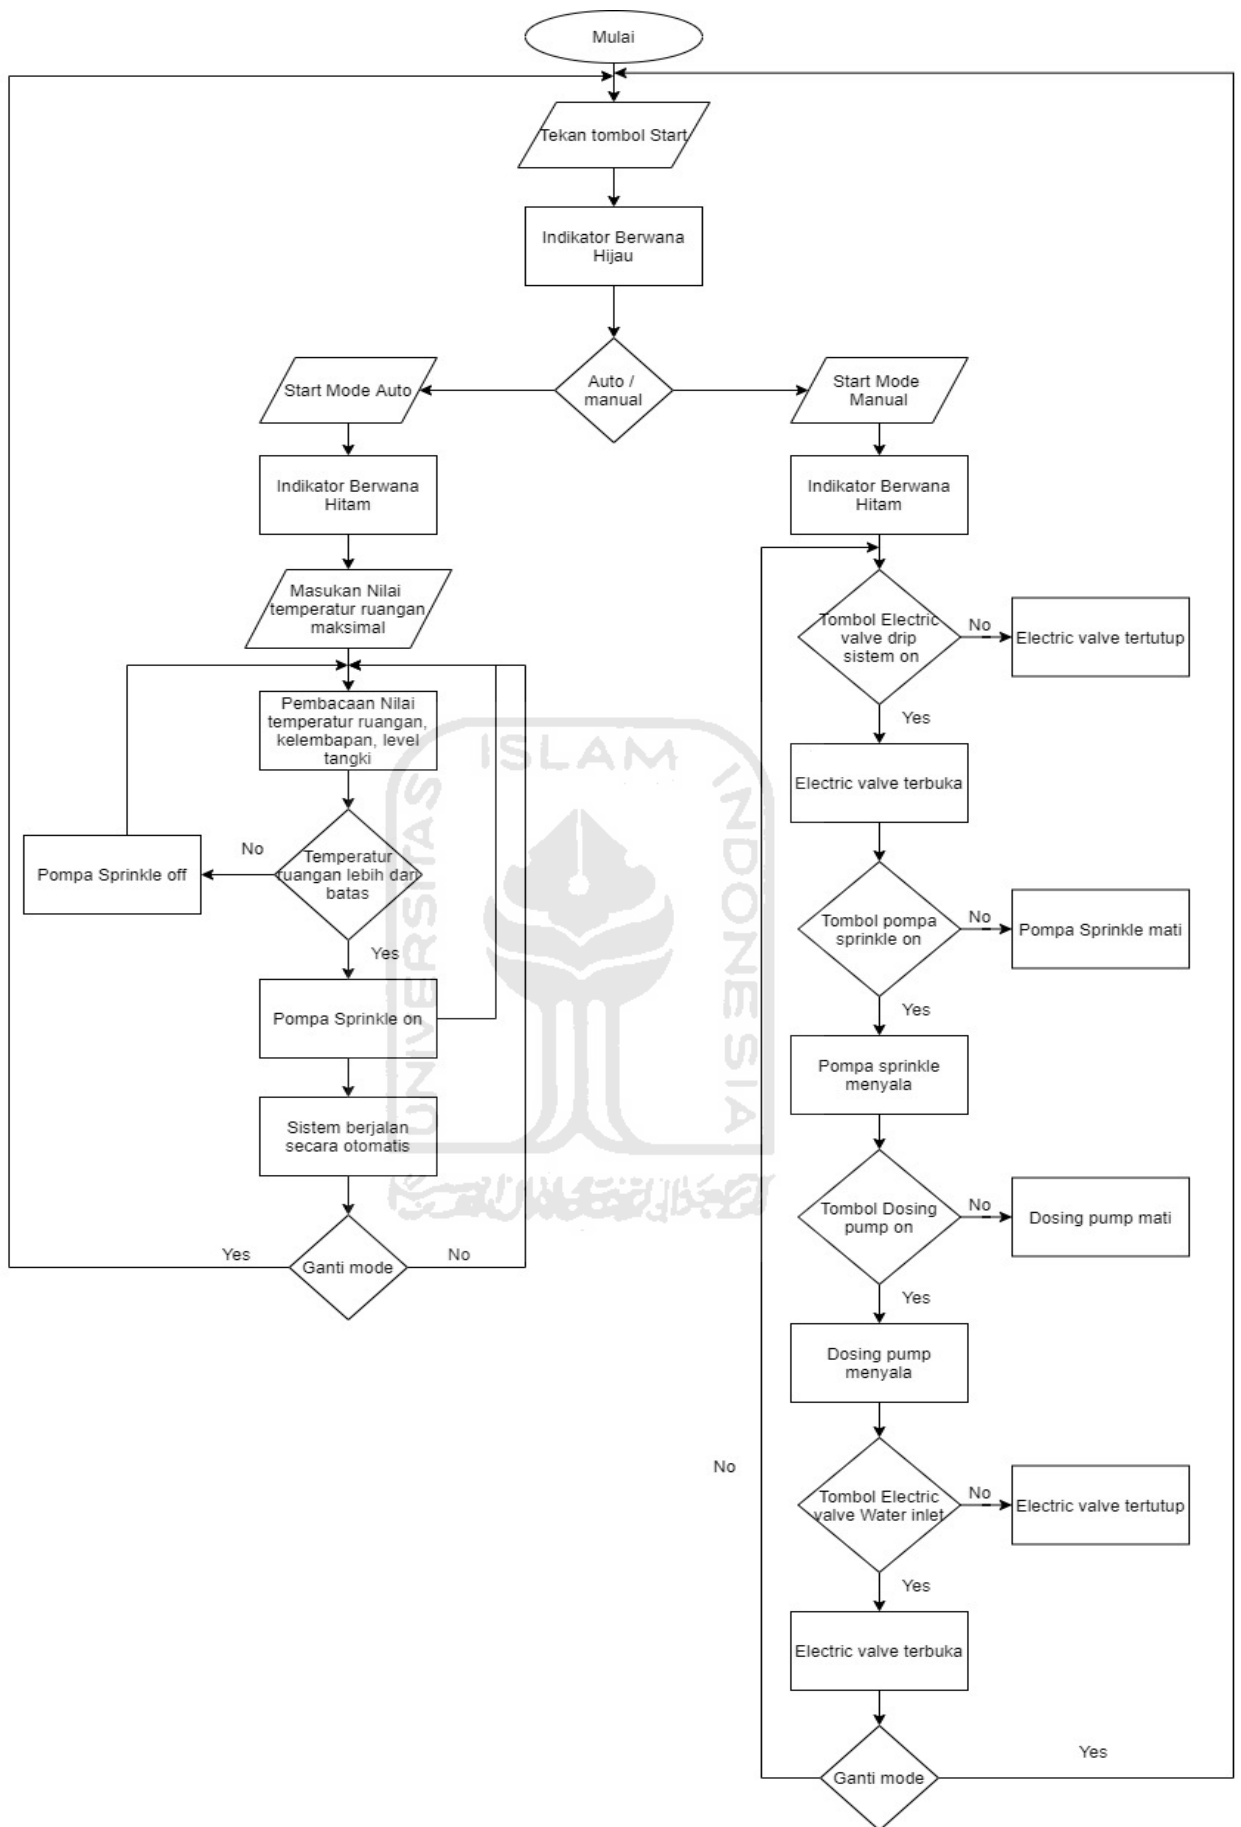 Mulai
Tekan tombol Start
Indikator Berwana
Hijau
Auto /
manual
Start Mode Auto
Start Mode
Manual
Indikator Berwana
Hitam
Indikator Berwana
Hitam
Masukan Nilai
temperatur ruangan
maksimal
Tombol Electric
valve drip
sistem on
No
Electric valve tertutup
Yes
Pembacaan Nilai
temperatur ruangan,
kelembapan, level
tangki
Electric valve terbuka
No
Pompa Sprinkle off
Temperatur
ruangan lebih dari
batas
Yes
Tombol pompa
sprinkle on
No
Pompa Sprinkle mati
Yes
Pompa Sprinkle on
Pompa sprinkle
menyala
Sistem berjalan
secara otomatis
Tombol Dosing
pump on
No
Dosing pump mati
Yes
Yes
Ganti mode
No
Dosing pump
menyala
No
Tombol Electric
valve Water inlet
No
Electric valve tertutup
Yes
Electric valve terbuka
Ganti mode
Yes
UNIVERSITAS
ISLAM
INDONESIA